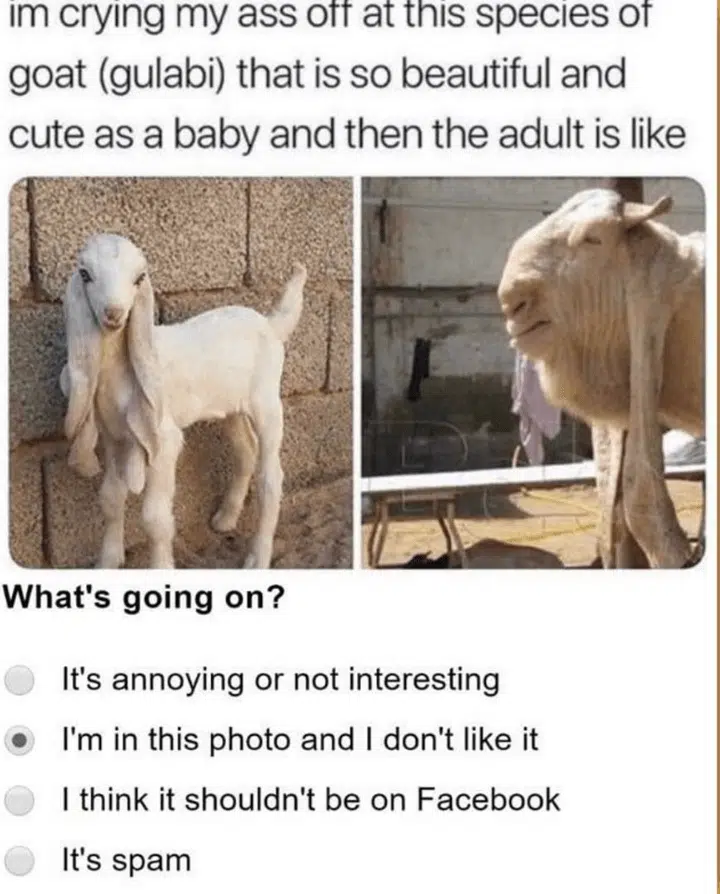 im crying my ass off at this species of
goat (gulabi) that is so beautiful and
cute as a baby and then the adult is like
What's going on?
It's annoying or not interesting
I'm in this photo and I don't like it
I think it shouldn't be on Facebook
It's spam